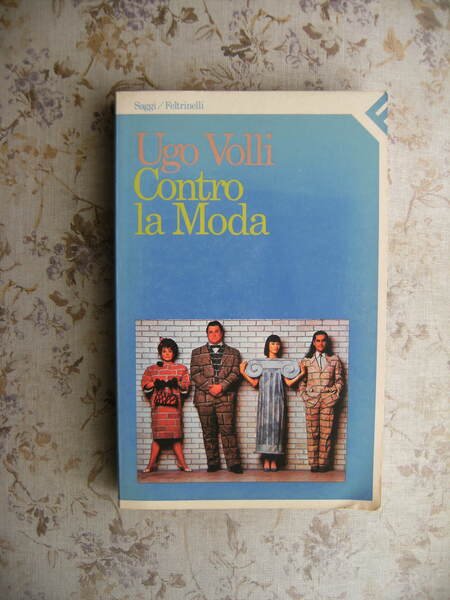 Saggi/Feltrinelli
Ugo Volli
Contro
la Moda